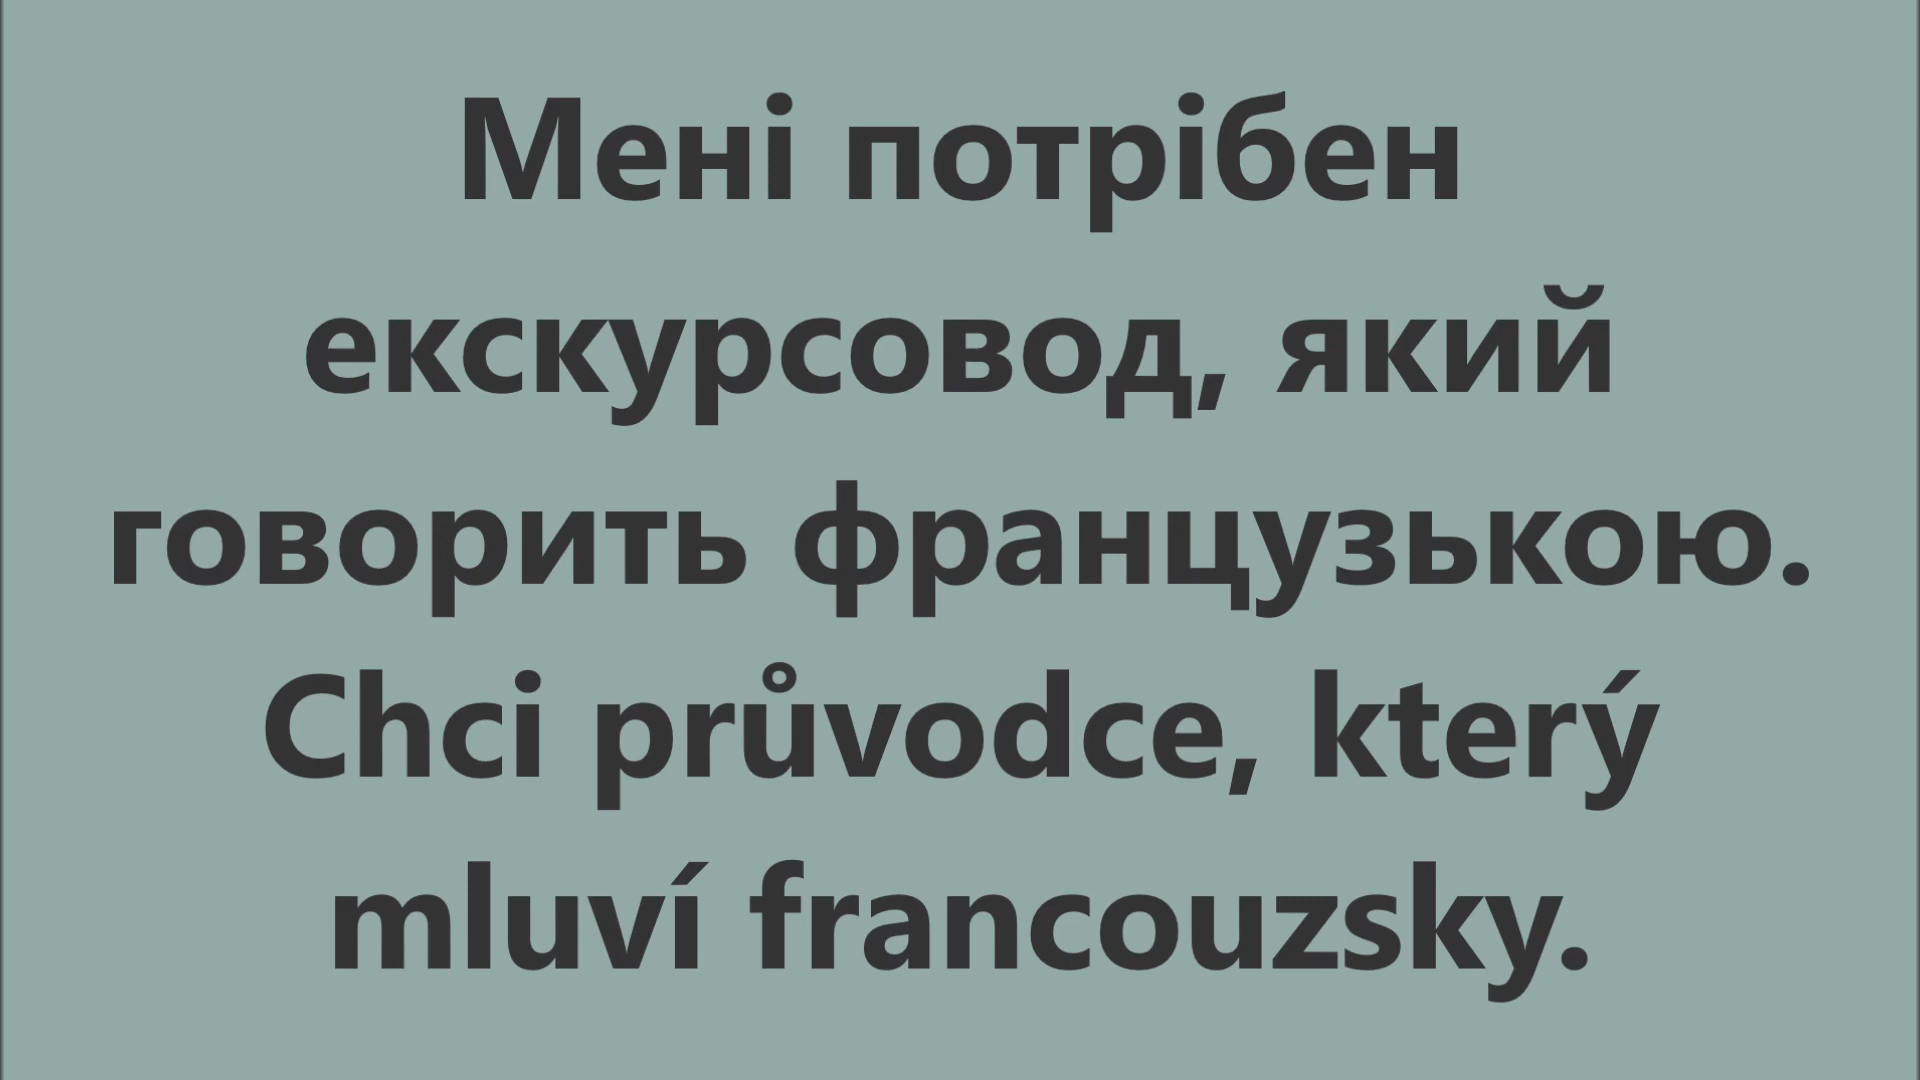 Мені потрібен
екскурсовод, який
говорить французькою.
Chci průvodce, který
mluví francouzsky.